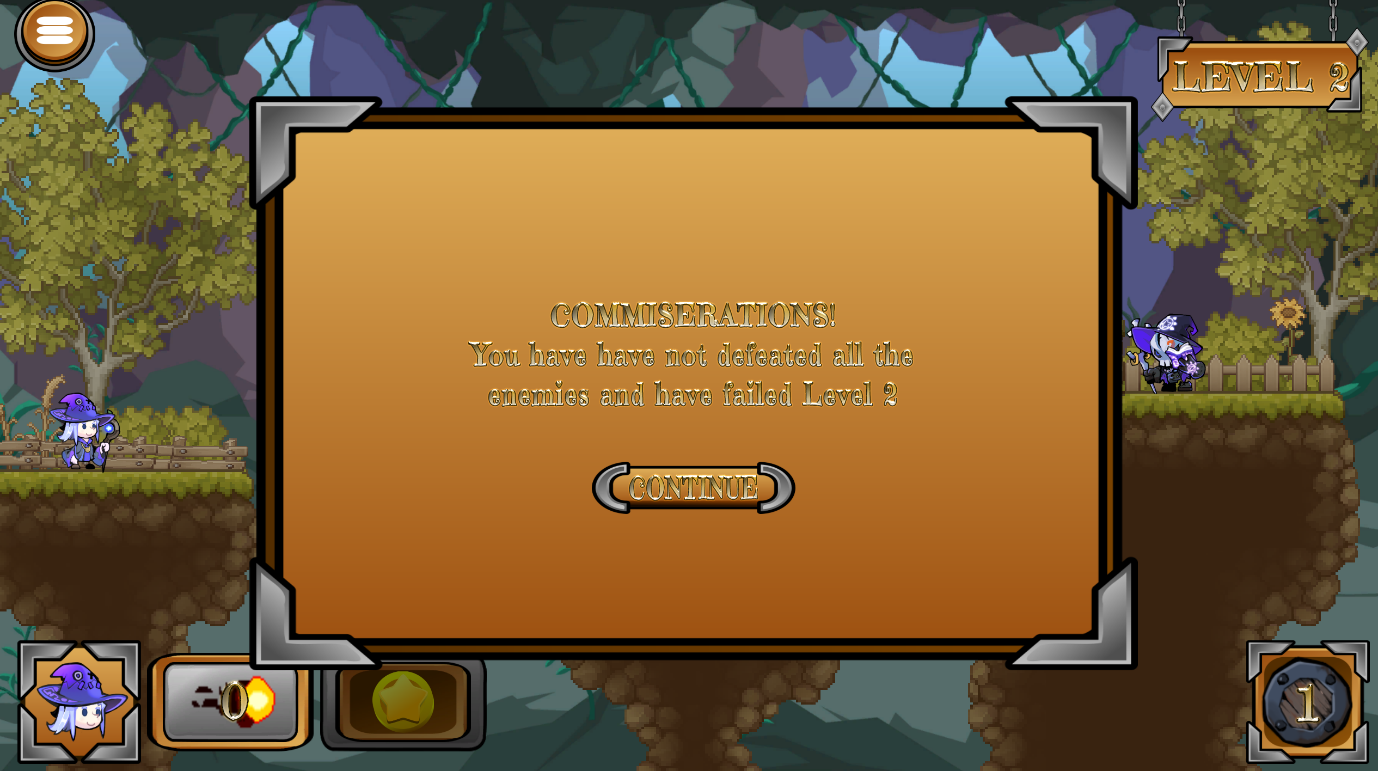 LEVEL 2
COMMISERATIONS!
You have have not defeated all the
enemies and have failed Level 2
CONTINUE
0
1